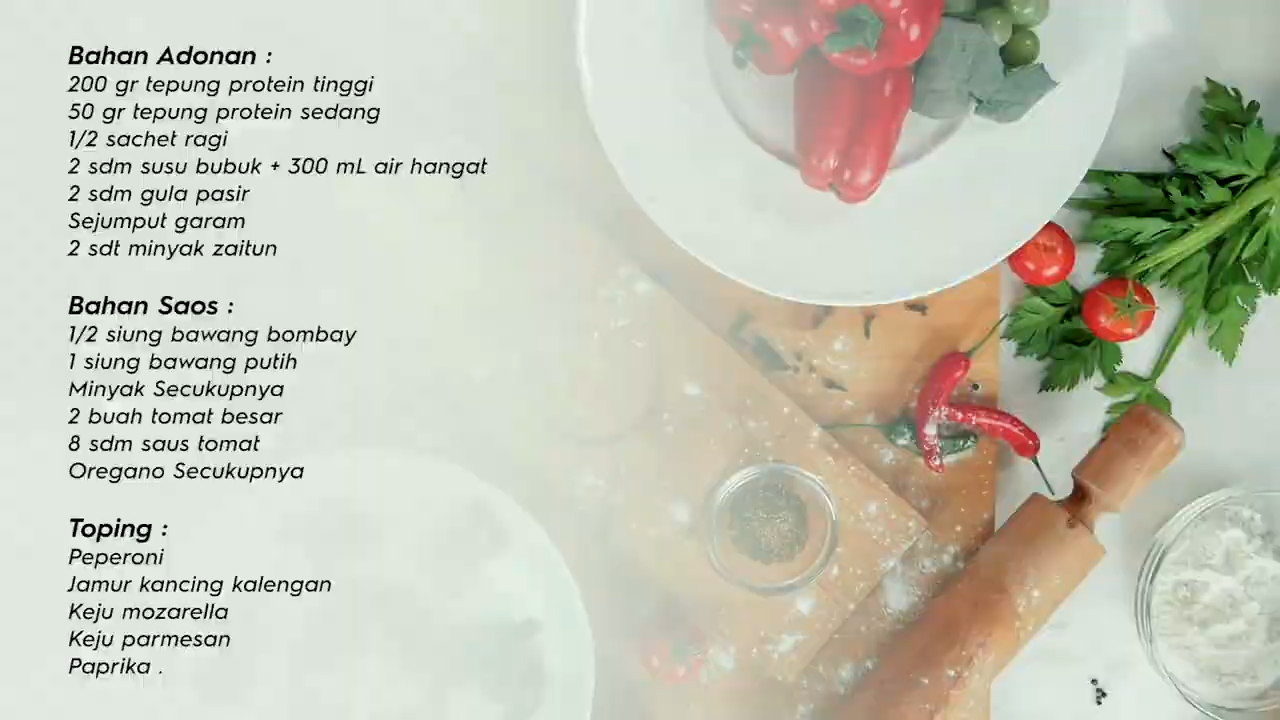 Bahan Adonan :
200 gr tepung protein tinggi
50 gr tepung protein sedang
1/2 sachet ragi
2 sdm susu bubuk + 300 mL air hangat
2 sdm gula pasir
Sejumput garam
2 sdt minyak zaitun
Bahan Saos :
1/2 siung bawang bombay
1 siung bawang putih
Minyak Secukupnya
2 buah tomat besar
8 sdm saus tomat
Oregano Secukupnya
Toping :
Peperoni
Jamur kancing kalengan
Keju mozarella
Keju parmesan
Paprika .